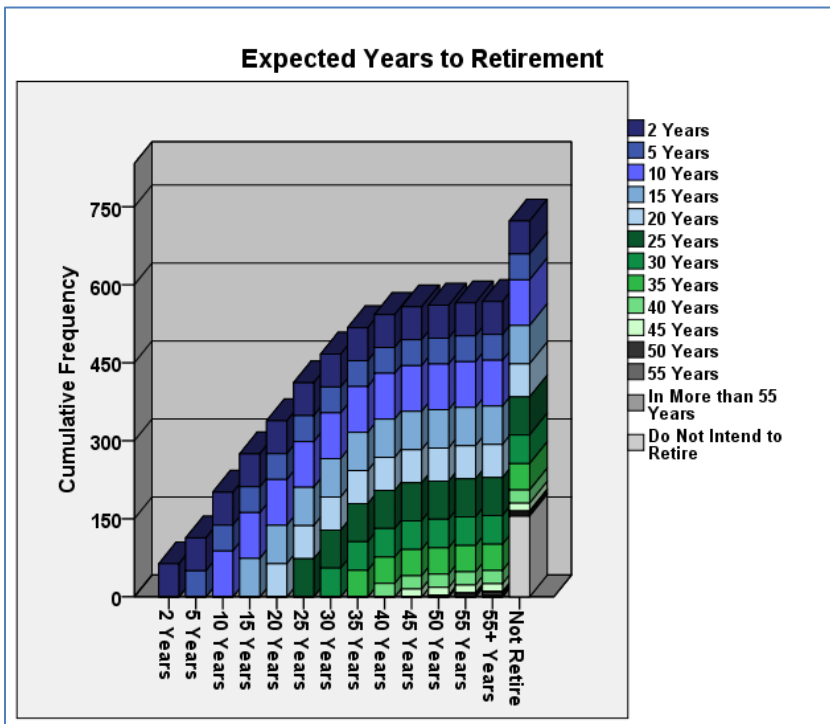 Expected Years to Retirement
Cumulative Frequency
750
600
450
300
150
0
2 Years
5 Years
10 Years
15 Years
20 Years
25 Years
30 Years
35 Years
40 Years
45 Years
50 Years
55 Years
55+ Years
Not Retire
2 Years
5 Years
10 Years
15 Years
20 Years
25 Years
30 Years
35 Years
40 Years
45 Years
50 Years
55 Years
In More than 55
Years
Do Not Intend to
Retire